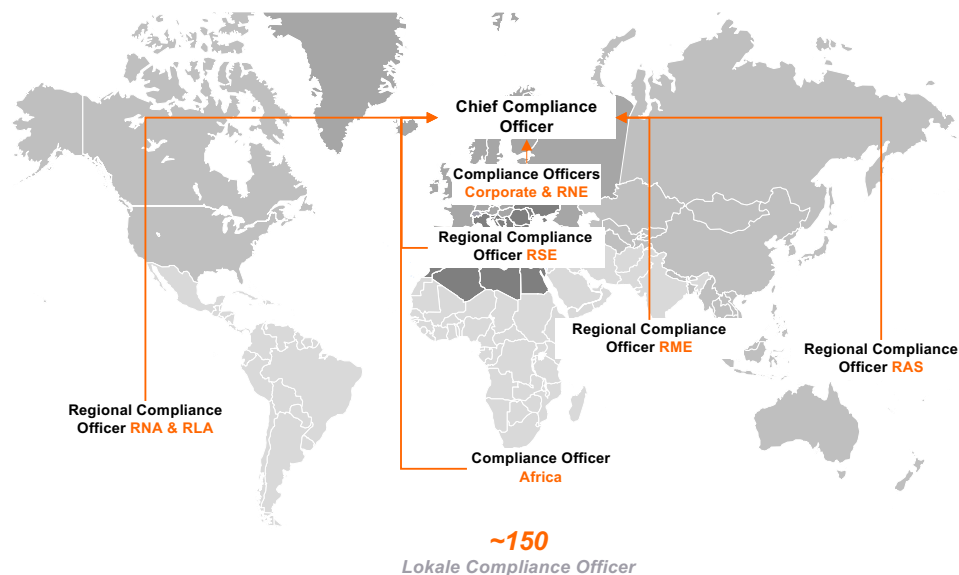 Chief Compliance
Officer
Compliance Officers
Corporate & RNE
Regional Compliance
Officer RSE
Regional Compliance
Officer RME
Regional Compliance
Officer RAS
Regional Compliance
Officer RNA & RLA
Compliance Officer
Africa
~150
Lokale Compliance Officer